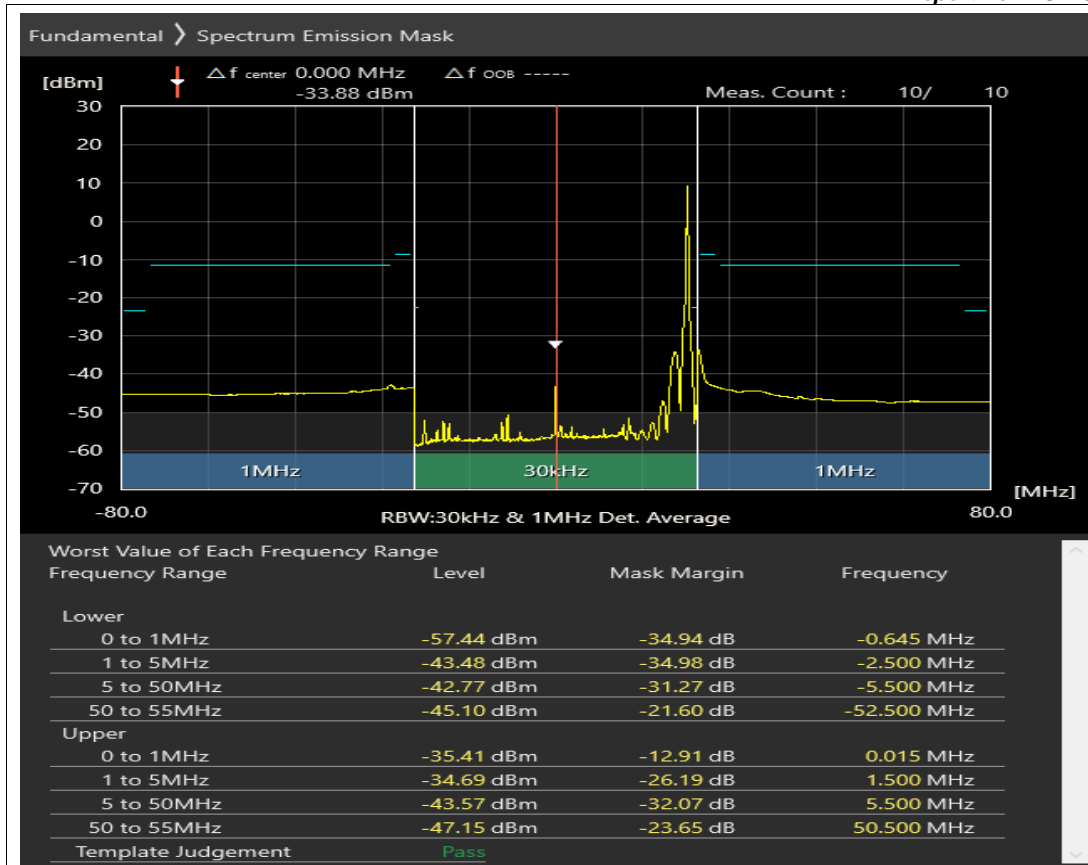 Fundamental 》 Spectrum Emission Mask
[dBm]
△f center 0.000 MHz △f OOB -----
-33.88 dBm Meas. Count : 10/ 10
30
20
10
0
-10
-20
-30
-40
-50
-60
-70
1MHz 30kHz 1MHz
[MHz]
-80.0 RBW:30kHz & 1MHz Det. Average 80.0
Worst Value of Each Frequency Range
Frequency Range Level Mask Margin Frequency
Lower
0 to 1MHz -57.44 dBm -34.94 dB -0.645 MHz
1 to 5MHz -43.48 dBm -34.98 dB -2.500 MHz
5 to 50MHz -42.77 dBm -31.27 dB -5.500 MHz
50 to 55MHz -45.10 dBm -21.60 dB -52.500 MHz
Upper
0 to 1MHz -35.41 dBm -12.91 dB 0.015 MHz
1 to 5MHz -34.69 dBm -26.19 dB 1.500 MHz
5 to 50MHz -43.57 dBm -32.07 dB 5.500 MHz
50 to 55MHz -47.15 dBm -23.65 dB 50.500 MHz
Template Judgement Pass